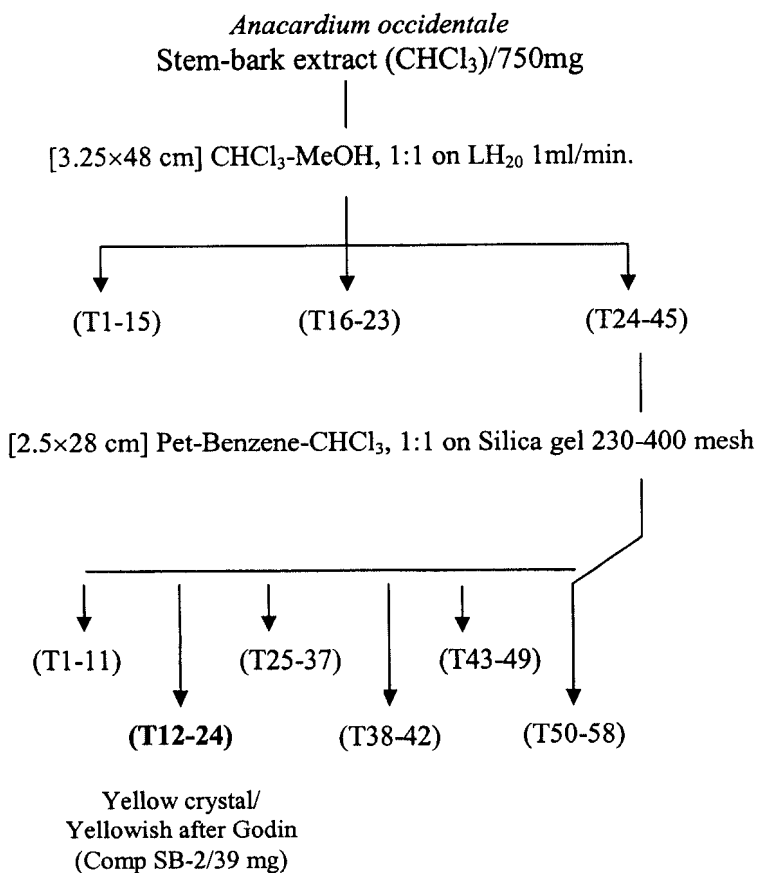 Anacardium occidentale
Stem-bark extract (CHCl₃)/750mg
[3.25×48 cm] CHCl₃-MeOH, 1:1 on LH₂₀ 1ml/min.
(T1-15) (T16-23) (T24-45)
[2.5×28 cm] Pet-Benzene-CHCl₃, 1:1 on Silica gel 230-400 mesh
(T1-11) (T25-37) (T43-49)
(T12-24) (T38-42) (T50-58)
Yellow crystal/
Yellowish after Godin
(Comp SB-2/39 mg)